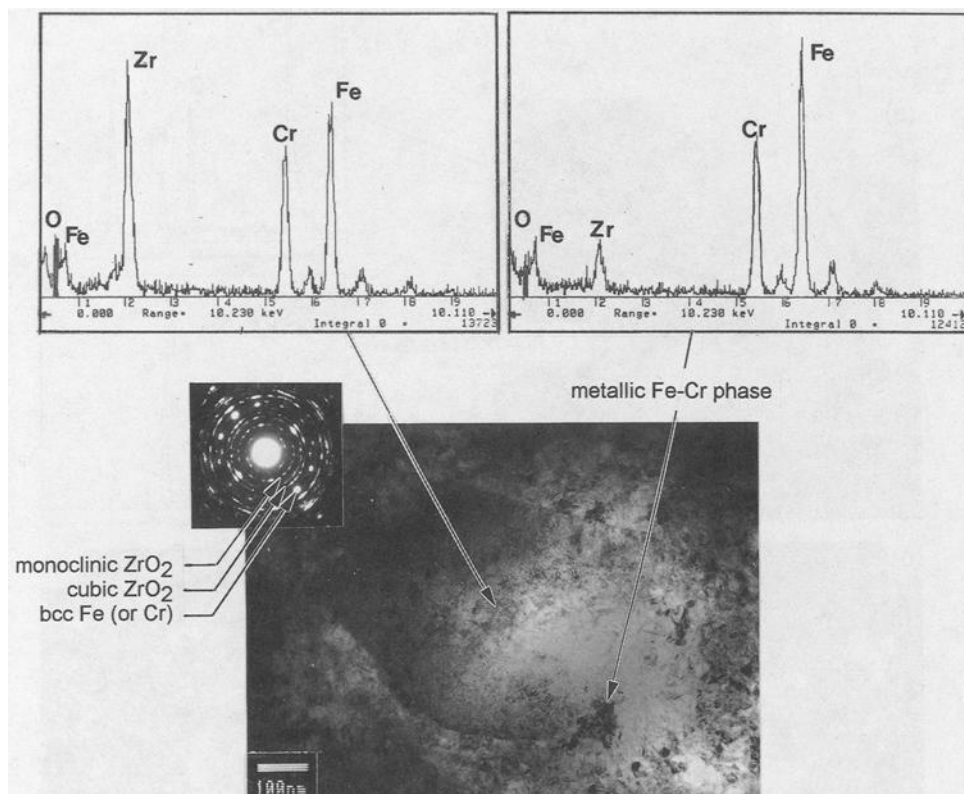 Zr
Cr
Fe
O
Fe
11 12 13 14 15 16 17 18 19
0.000 Range= 10.230 keV 10.110
Integral 0 = 13723
Fe
Cr
O
Fe
Zr
11 12 13 14 15 16 17 18 19
0.000 Range= 10.230 keV 10.110
Integral 0 = 12413
metallic Fe-Cr phase
monoclinic ZrO₂
cubic ZrO₂
bcc Fe (or Cr)
100nm